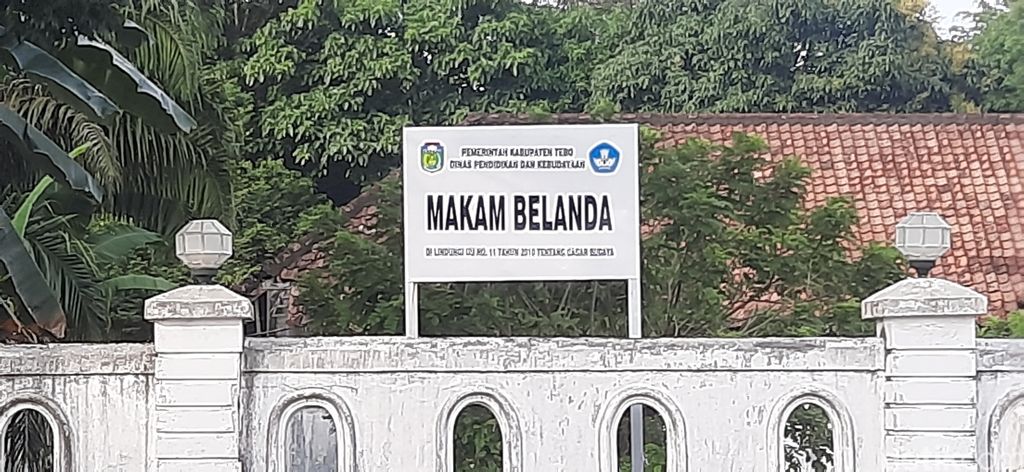 PEMERINTAH KABUPATEN TEBO
DINAS PENDIDIKAN DAN KEBUDAYAAN
MAKAM BELANDA
DI LINDUNGI UU NO. 11 TAHUN 2010 TENTANG CAGAR BUDAYA